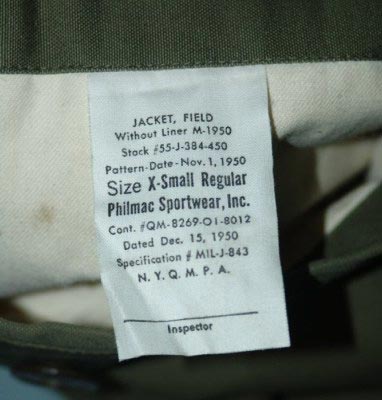 JACKET, FIELD
Without Liner M-1950
Stock #55-J-384-450
Pattern-Date-Nov. 1, 1950
Size X-Small Regular
Philmac Sportwear, Inc.
Cont. #QM-8269-OI-8012
Dated Dec. 15, 1950
Specification # MIL-J-843
N. Y. Q. M. P. A.
Inspector